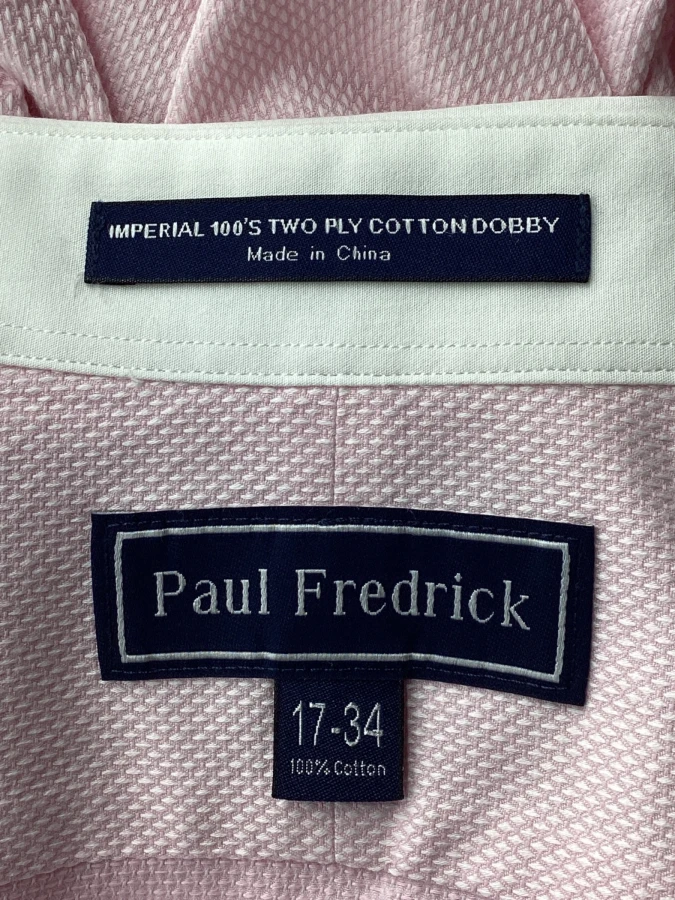 IMPERIAL 100'S TWO PLY COTTON DOBBY
Made in China
Paul Fredrick
17-34
100% Cotton